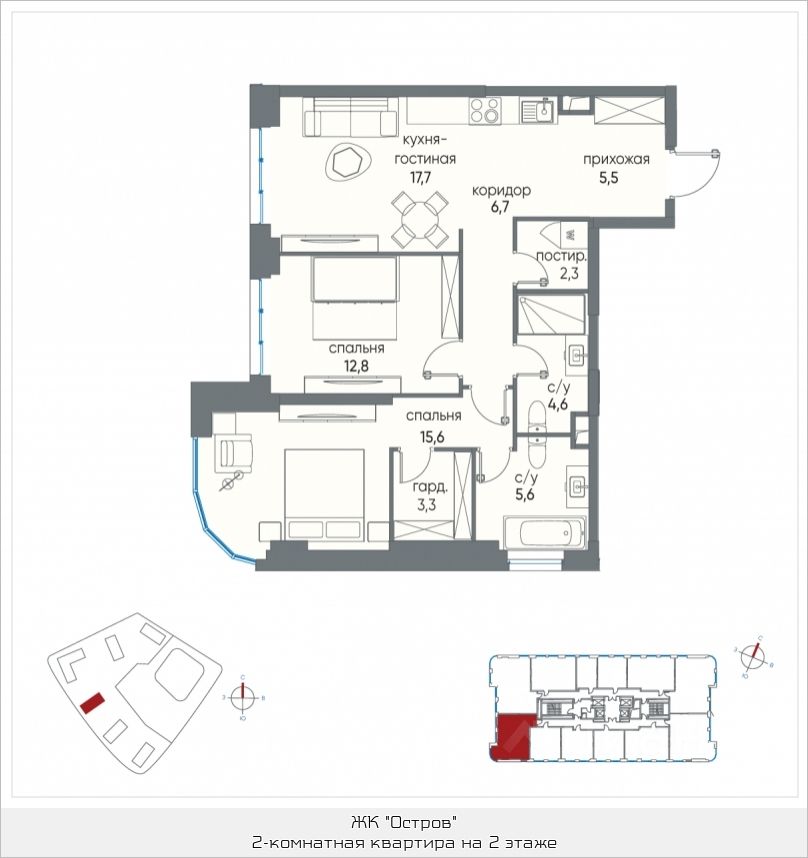 кухня-
гостиная
17,7
прихожая
5,5
коридор
6,7
постир.
2,3
спальня
12,8
с/у
4,6
спальня
15,6
гард.
3,3
с/у
5,6
С
З
В
Ю
С
З
В
Ю
ЖК "Остров"
2-комнатная квартира на 2 этаже